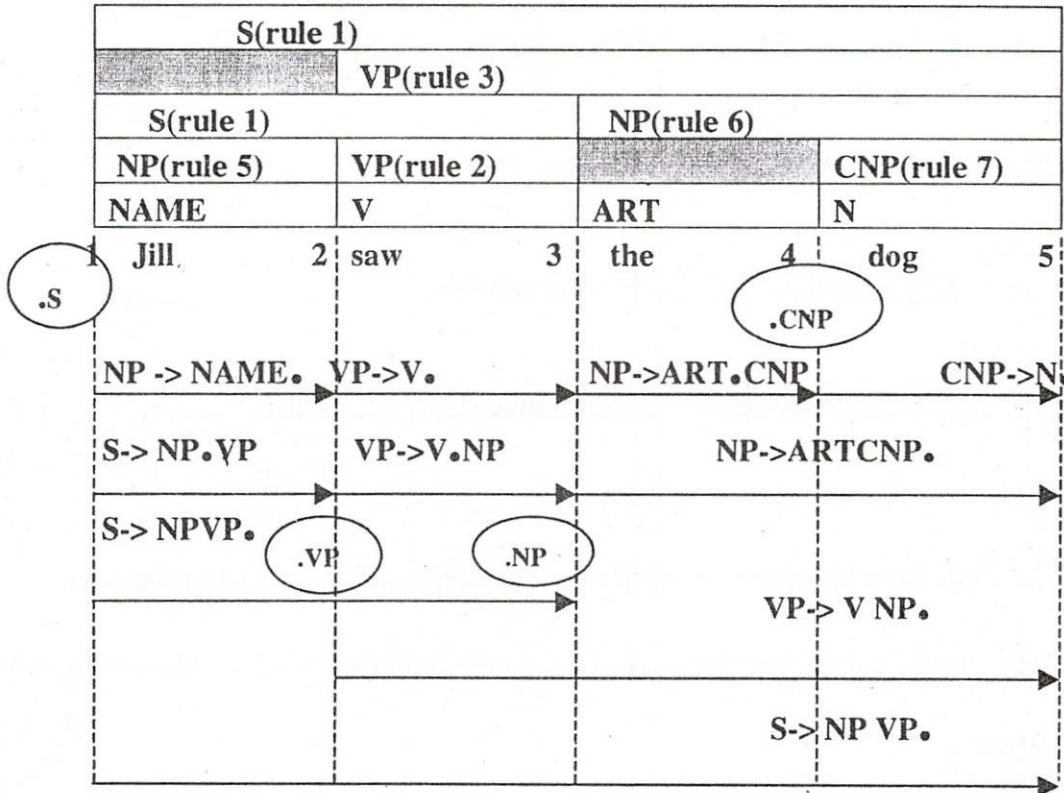 S(rule 1)
VP(rule 3)
S(rule 1) NP(rule 6)
NP(rule 5) VP(rule 2) CNP(rule 7)
NAME V ART N
1 Jill 2 saw 3 the 4 dog 5
.S .CNP
NP -> NAME. VP->V. NP->ART.CNP CNP->N.
S-> NP.VP VP->V.NP NP->ARTCNP.
S-> NPVP.
.VP .NP
VP-> V NP.
S-> NP VP.